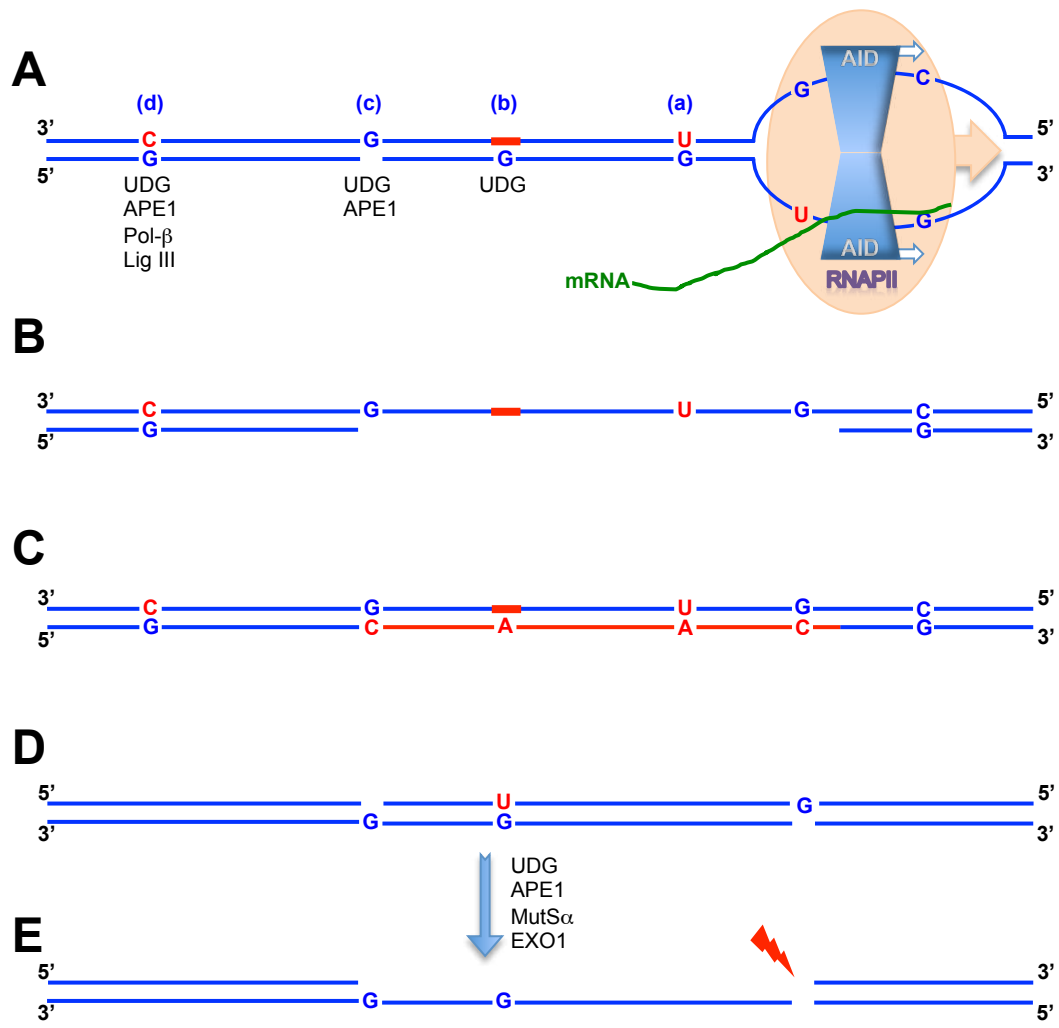 A
AID
(d) (c) (b) (a)
G C
3’ C G U 5’
5’ G G G 3’
UDG UDG UDG
APE1 APE1
Pol-β
Lig III
U G
AID
mRNA
RNAPII
B
3’ C G U G C 5’
5’ G G 3’
C
3’ C G U G C 5’
5’ G C A A C G 3’
D
5’ U G 5’
3’ G G 3’
UDG
APE1
MutSα
EXO1
E
5’ 3’
3’ G G 5’